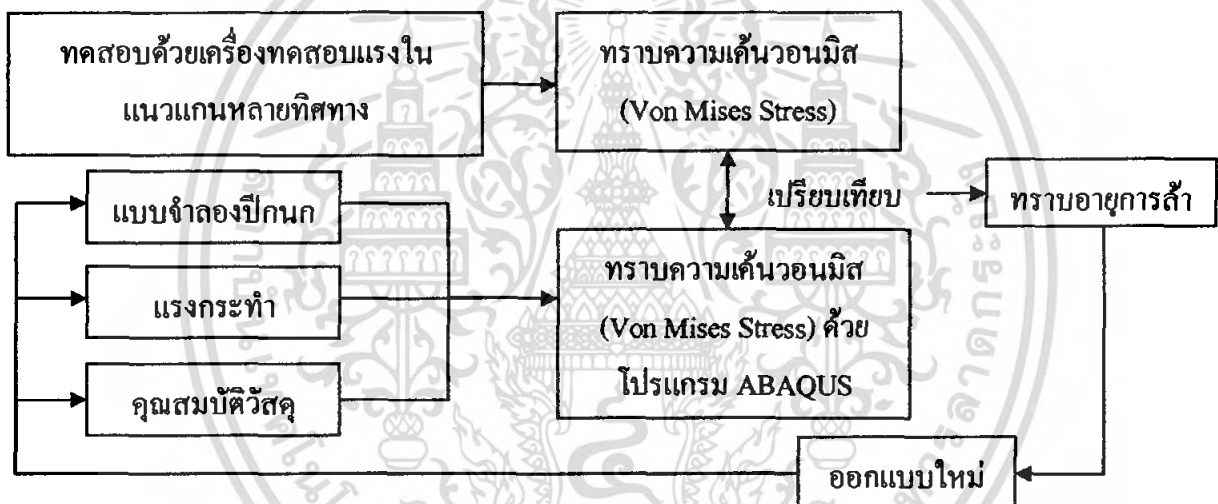 ทดสอบด้วยเครื่องทดสอบแรงใน
แนวแกนหลายทิศทาง
ทราบความเค้นวอนมิส
(Von Mises Stress)
แบบจำลองปีกนก
แรงกระทำ
คุณสมบัติวัสดุ
เปรียบเทียบ
ทราบอายุการล้า
ทราบความเค้นวอนมิส
(Von Mises Stress) ด้วย
โปรแกรม ABAQUS
ออกแบบใหม่